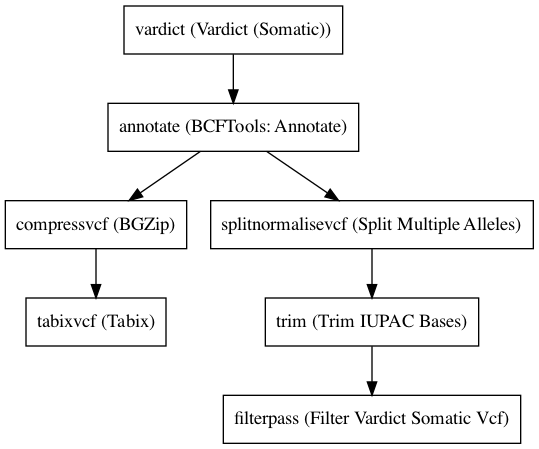 vardict (Vardict (Somatic))
annotate (BCFTools: Annotate)
compressvcf (BGZip)
splitnormalisevcf (Split Multiple Alleles)
tabixvcf (Tabix)
trim (Trim IUPAC Bases)
filterpass (Filter Vardict Somatic Vcf)